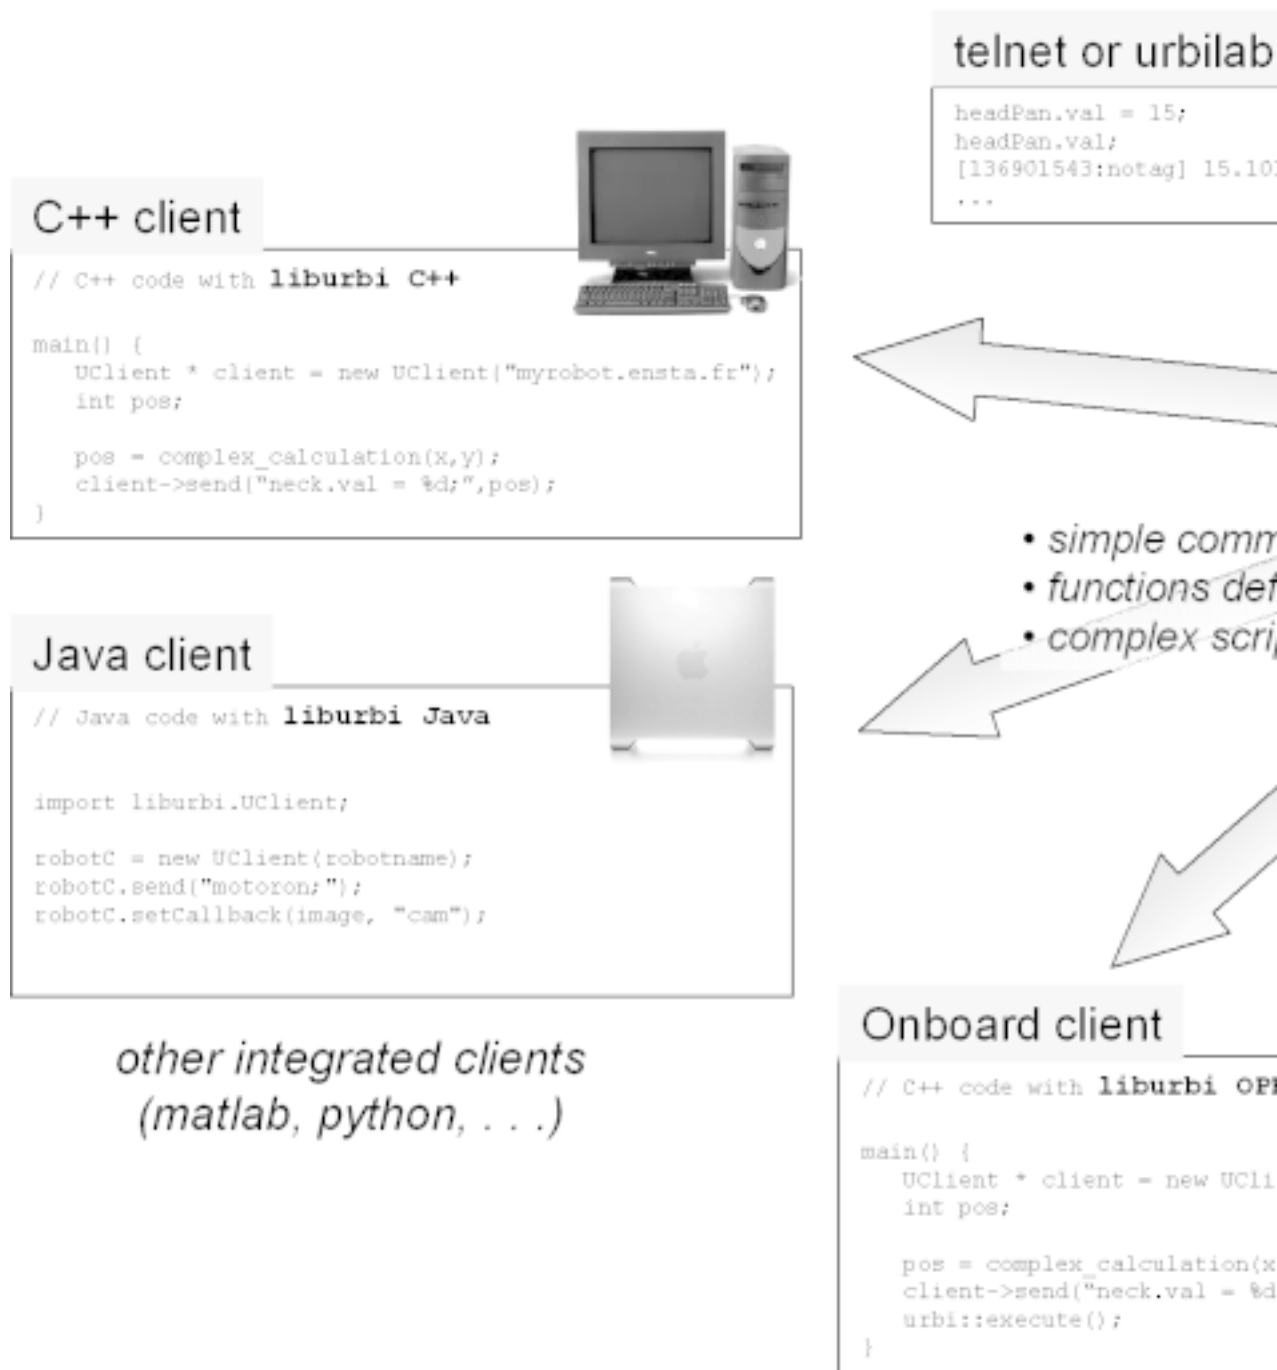 telnet or urbilab
headPan.val = 15;
headPan.val;
[136901543:notag] 15.10
...
C++ client
// C++ code with liburbi C++
main() {
UClient * client = new UClient("myrobot.ensta.fr");
int pos;
pos = complex_calculation(x,y);
client->send("neck.val = %d;",pos);
}
• simple comm
• functions def
• complex scri
Java client
// Java code with liburbi Java
import liburbi.UClient;
robotC = new UClient(robotname);
robotC.send("motoron;");
robotC.setCallback(image, "cam");
other integrated clients
(matlab, python, . . .)
Onboard client
// C++ code with liburbi OP
main() {
UClient * client = new UCli
int pos;
pos = complex_calculation(x
client->send("neck.val = %d
urbi::execute();
}